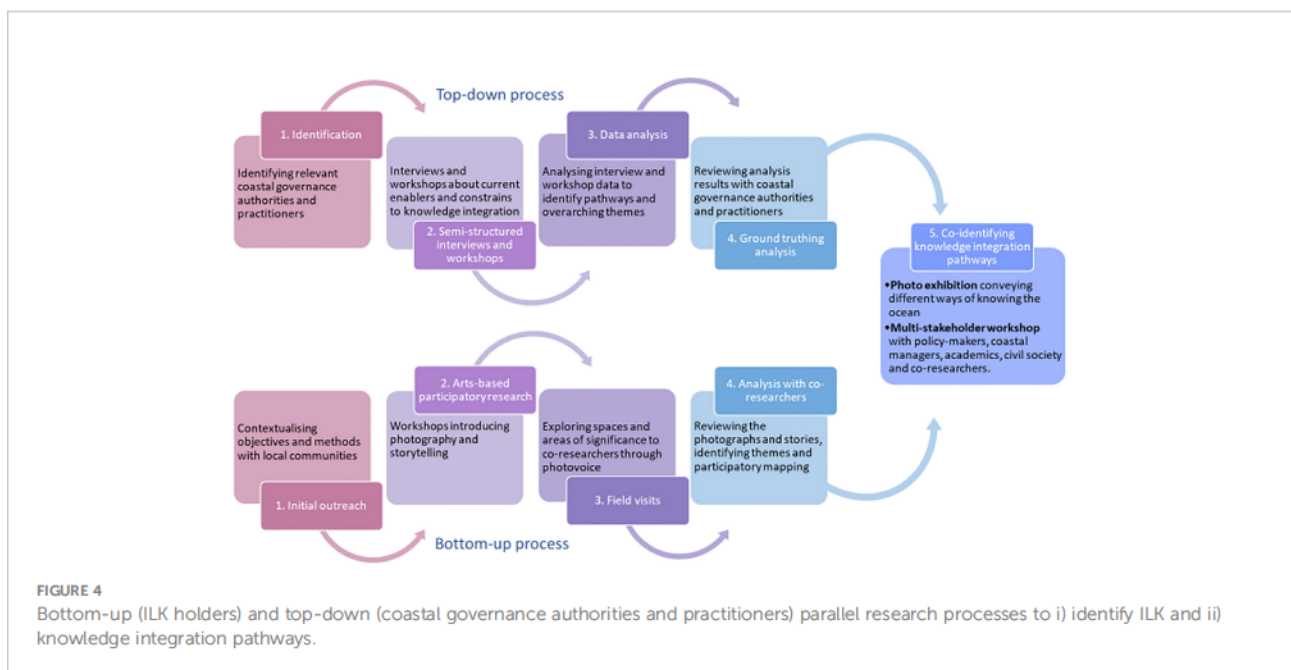 Top-down process
1. Identification
Identifying relevant
coastal governance
authorities and
practitioners
Interviews and
workshops about current
enablers and constrains
to knowledge integration
2. Semi-structured
interviews and
workshops
3. Data analysis
Analysing interview and
workshop data to
identify pathways and
overarching themes
Reviewing analysis
results with coastal
governance authorities
and practitioners
4. Ground truthing
analysis
5. Co-identifying
knowledge integration
pathways
•Photo exhibition conveying
different ways of knowing the
ocean
•Multi-stakeholder workshop
with policy-makers, coastal
managers, academics, civil society
and co-researchers.
Contextualising
objectives and methods
with local communities
1. Initial outreach
2. Arts-based
participatory research
Workshops introducing
photography and
storytelling
Exploring spaces and
areas of significance to
co-researchers through
photovoice
3. Field visits
4. Analysis with co-
researchers
Reviewing the
photographs and stories,
identifying themes and
participatory mapping
Bottom-up process
FIGURE 4
Bottom-up (ILK holders) and top-down (coastal governance authorities and practitioners) parallel research processes to i) identify ILK and ii)
knowledge integration pathways.